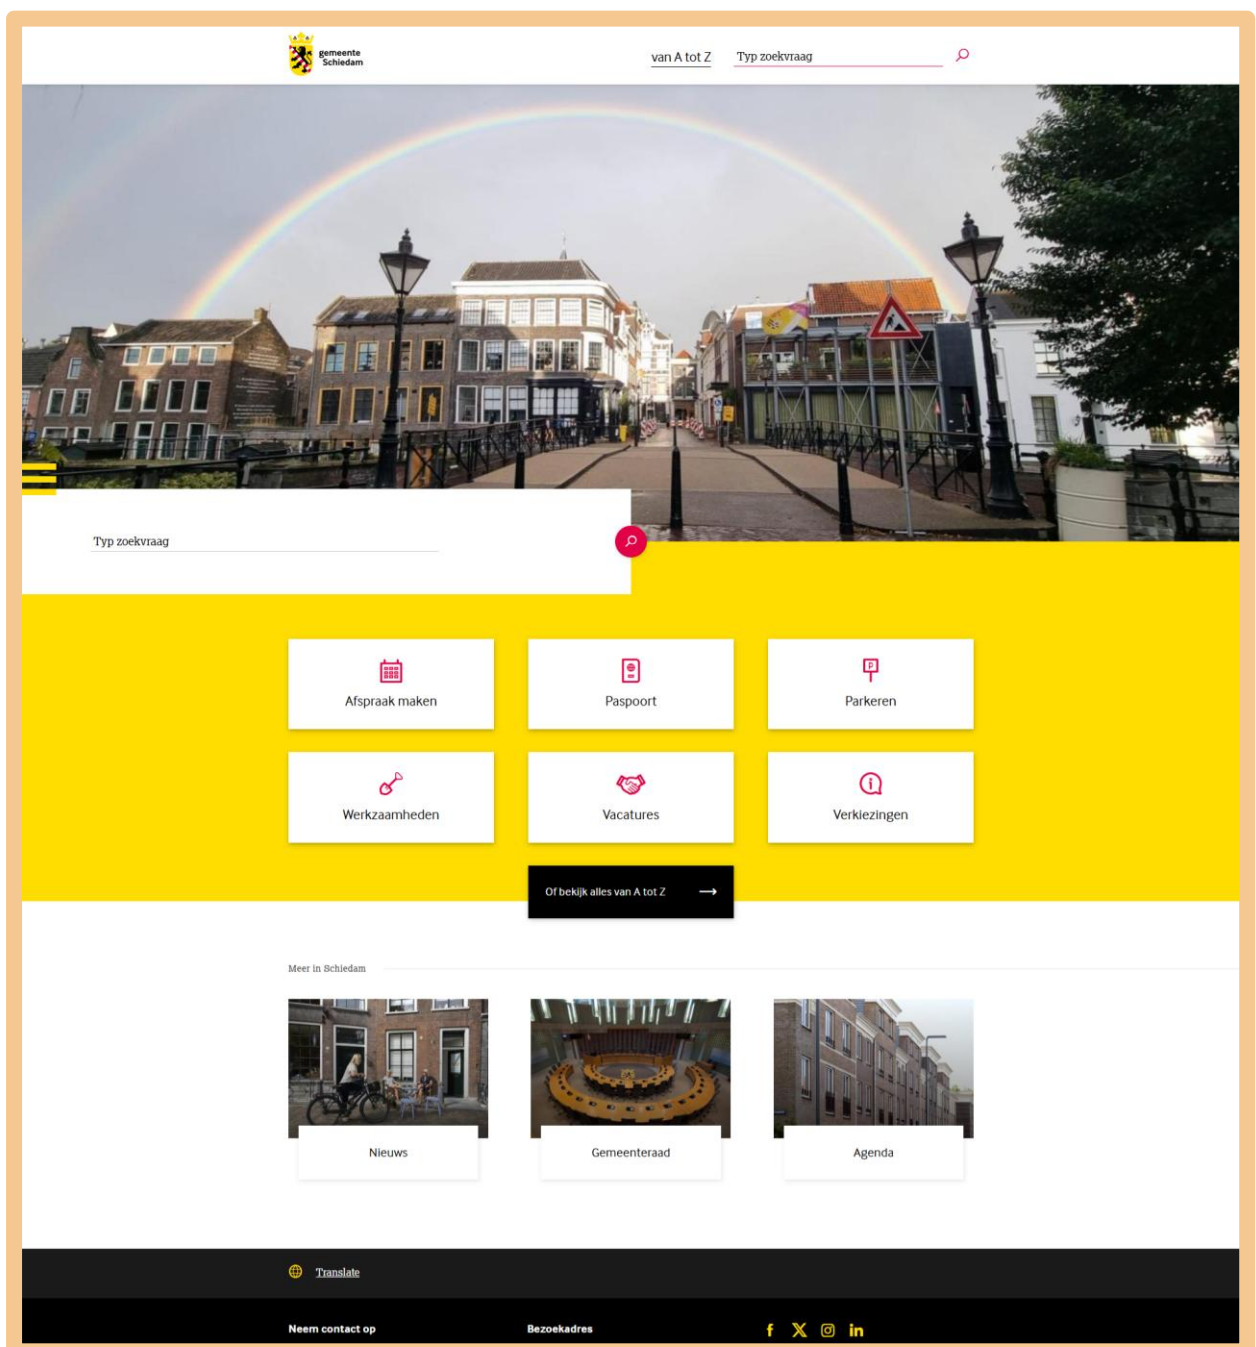 gemeente
Schiedam
van A tot Z
Typ zoekvraag
Typ zoekvraag
Afspraak maken
Paspoort
Parkeren
Werkzaamheden
Vacatures
Verkiezingen
Of bekijk alles van A tot Z
Meer in Schiedam
Nieuws
Gemeenteraad
Agenda
Translate
Neem contact op
Bezoekadres